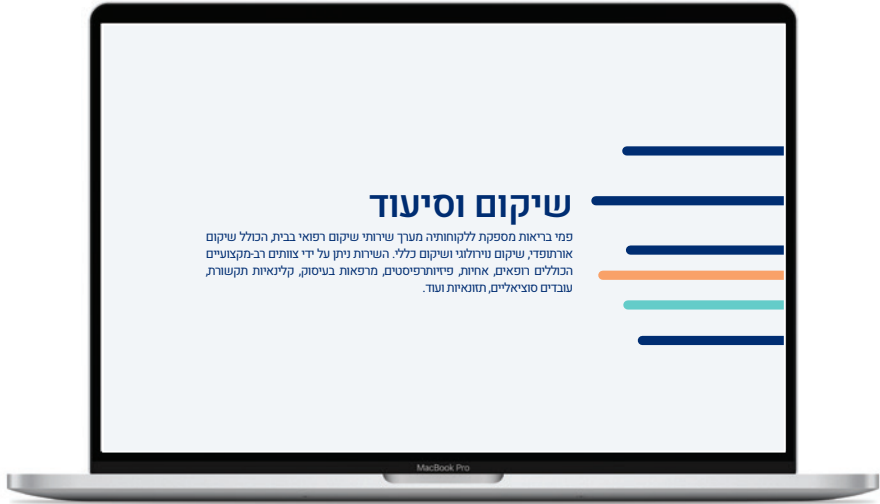 שיקום וסיעוד
פמי בריאות מספקת ללקוחותיה מערך שירותי שיקום רפואי בבית, הכולל שיקום
אורתופדי, שיקום נוירולוגי ושיקום כללי. השירות ניתן על ידי צוותים רב-מקצועיים
הכוללים רופאים, אחיות, פיזיותרפיסטים, מרפאות בעיסוק, קלינאיות תקשורת,
עובדים סוציאליים, תזונאיות ועוד.
MacBook Pro